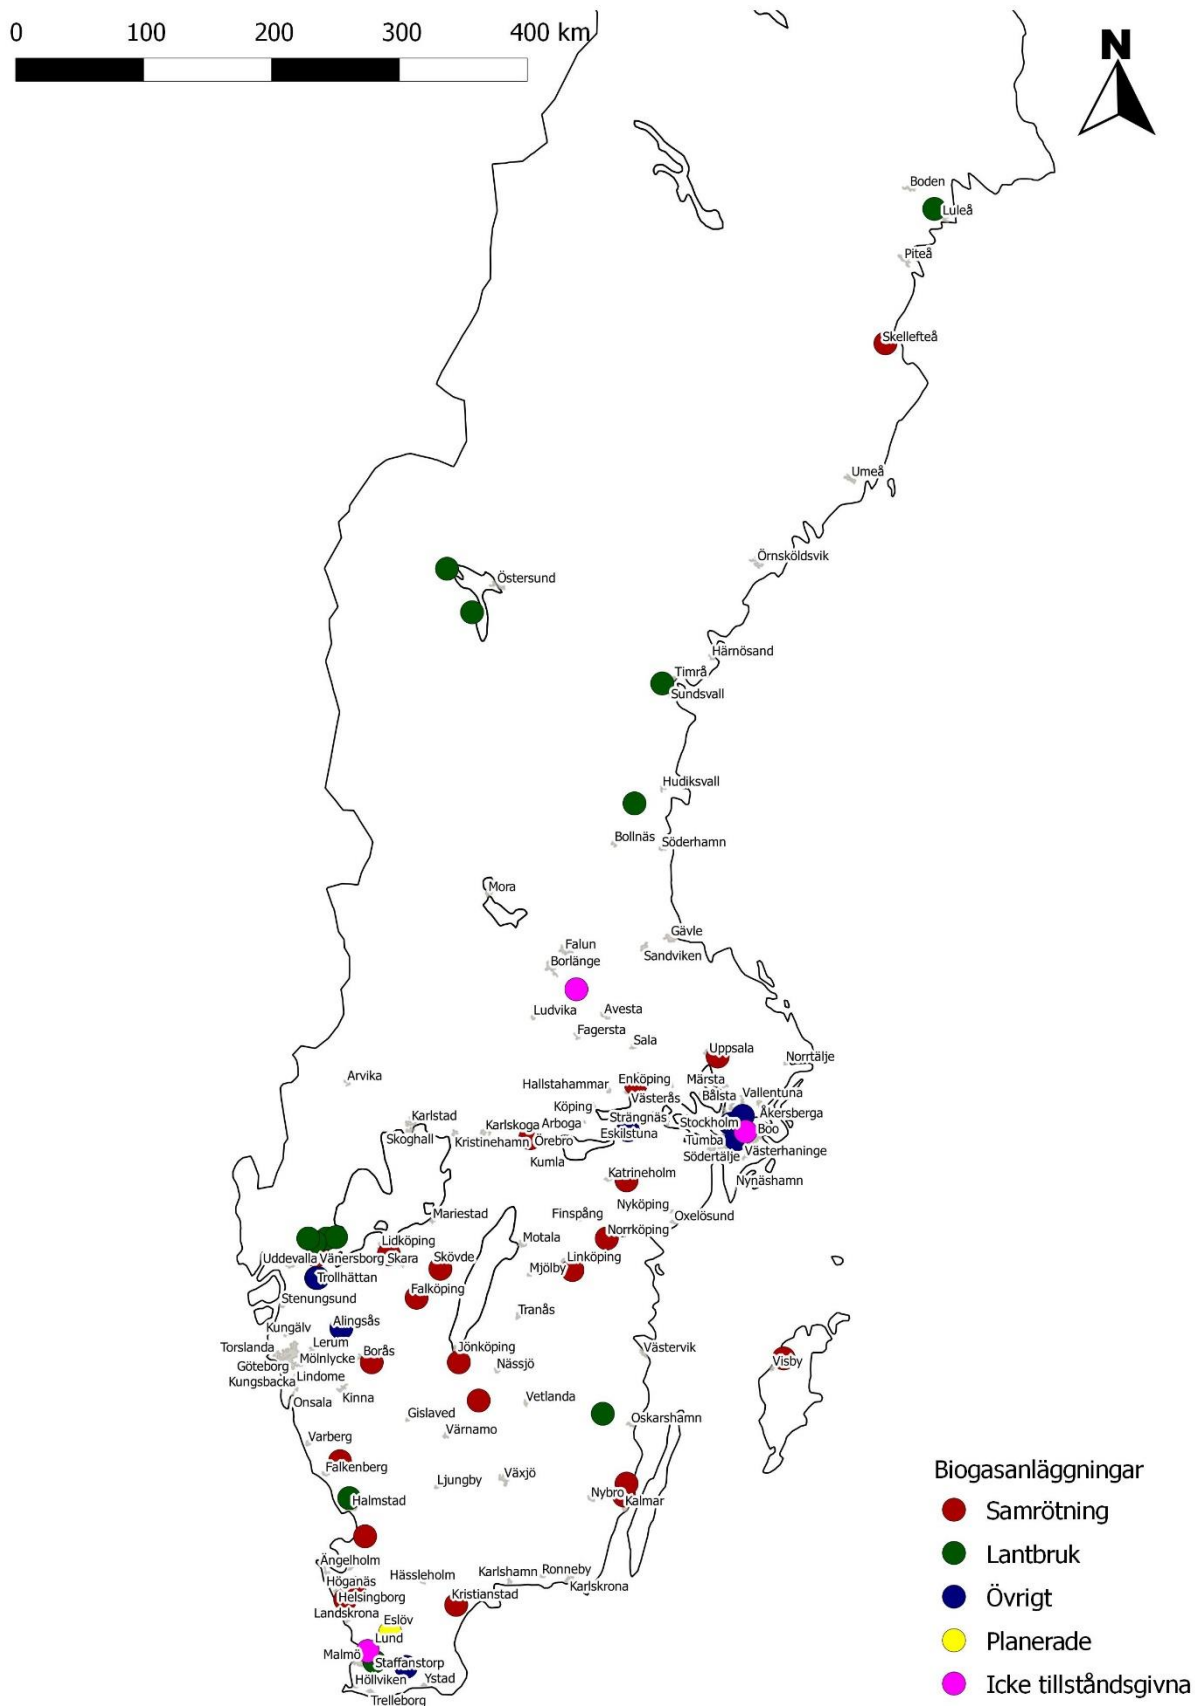 0 100 200 300 400 km
N
Boden
Luleå
Piteå
Skellefteå
Umeå
Örnsköldsvik
Östersund
Härnösand
Timrå
Sundsvall
Hudiksvall
Bollnäs
Söderhamn
Mora
Gävle
Falun
Sandviken
Borlänge
Ludvika
Avesta
Fagersta
Sala
Uppsala
Norrtälje
Arvika
Hallstahammar
Enköping
Märsta
Västerås
Bålsta
Vallentuna
Köping
Åkersberga
Karlstad
Strängnäs
Stockholm
Karlskoga
Arboga
Boo
Skoghall
Kristinehamn
Örebro
Eskilstuna
Tumba
Södertälje
Västerhaninge
Kumla
Katrineholm
Nynäshamn
Nyköping
Mariestad
Finspång
Oxelösund
Norrköping
Lidköping
Motala
Uddevalla
Vänersborg
Skara
Skövde
Linköping
Mjölby
Trollhättan
Falköping
Stenungsund
Tranås
Alingsås
Kungälv
Lerum
Torslanda
Borås
Jönköping
Västervik
Mölnlycke
Göteborg
Nässjö
Visby
Kungsbacka
Lindome
Kinna
Onsala
Vetlanda
Gislaved
Oskarshamn
Värnamo
Varberg
Falkenberg
Växjö
Ljungby
Biogasanläggningar
Nybro
Halmstad
Kalmar
Samrötning
Lantbruk
Ängelholm
Hässleholm
Karlshamn
Ronneby
Höganäs
Karlskrona
Helsingborg
Kristianstad
Övrigt
Landskrona
Eslöv
Lund
Planerade
Malmö
Staffanstorp
Höllviken
Ystad
Icke tillståndsgivna
Trelleborg